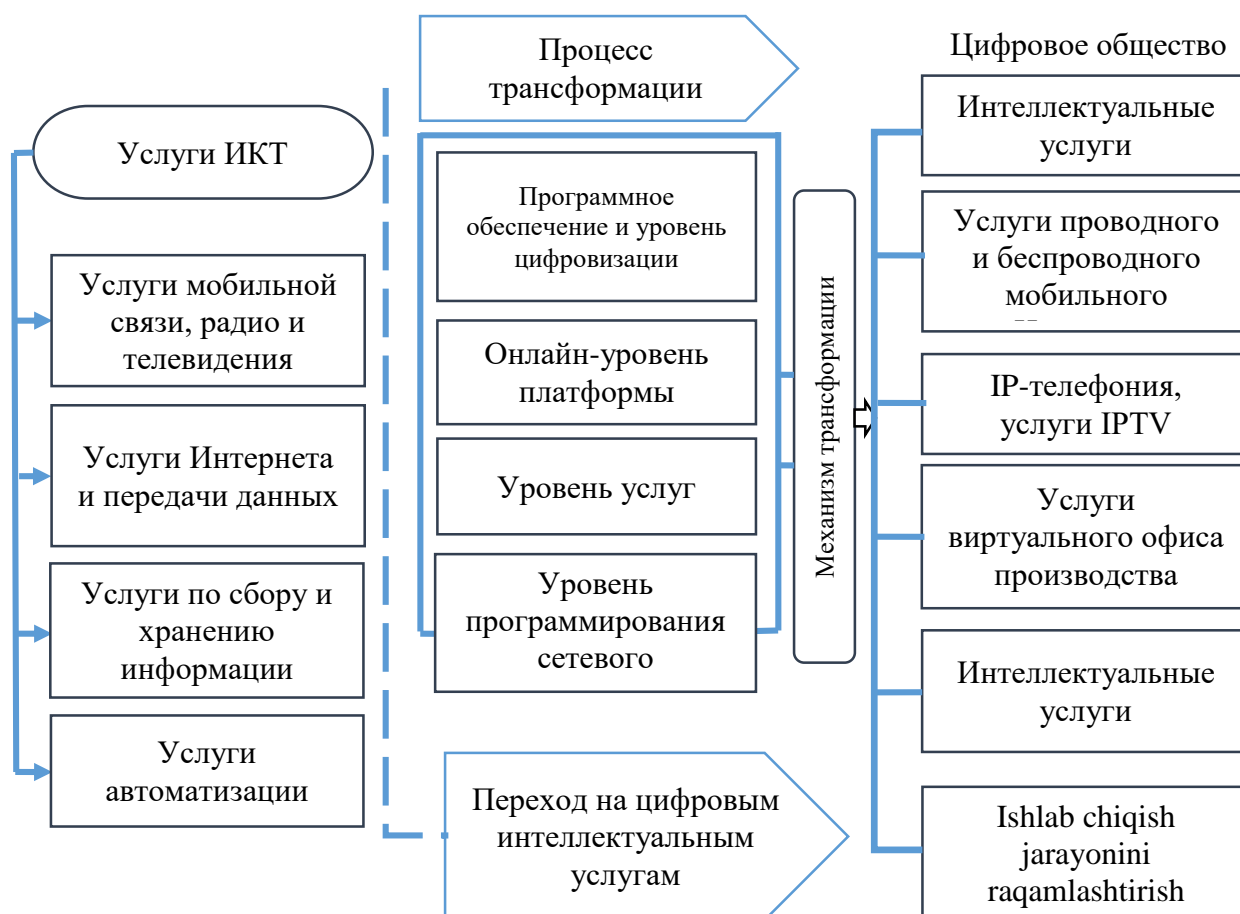 Процесс
трансформации
Цифровое общество
Услуги ИКТ
Услуги мобильной
связи, радио и
телевидения
Услуги Интернета
и передачи данных
Услуги по сбору и
хранению
информации
Услуги
автоматизации
Программное
обеспечение и уровень
цифровизации
Онлайн-уровень
платформы
Уровень услуг
Уровень
программирования
сетевого
Переход на цифровым
интеллектуальным
услугам
Механизм трансформации
Интеллектуальные
услуги
Услуги проводного
и беспроводного
мобильного
IP-телефония,
услуги IPTV
Услуги
виртуального офиса
производства
Интеллектуальные
услуги
Ishlab chiqish
jarayonini
raqamlashtirish